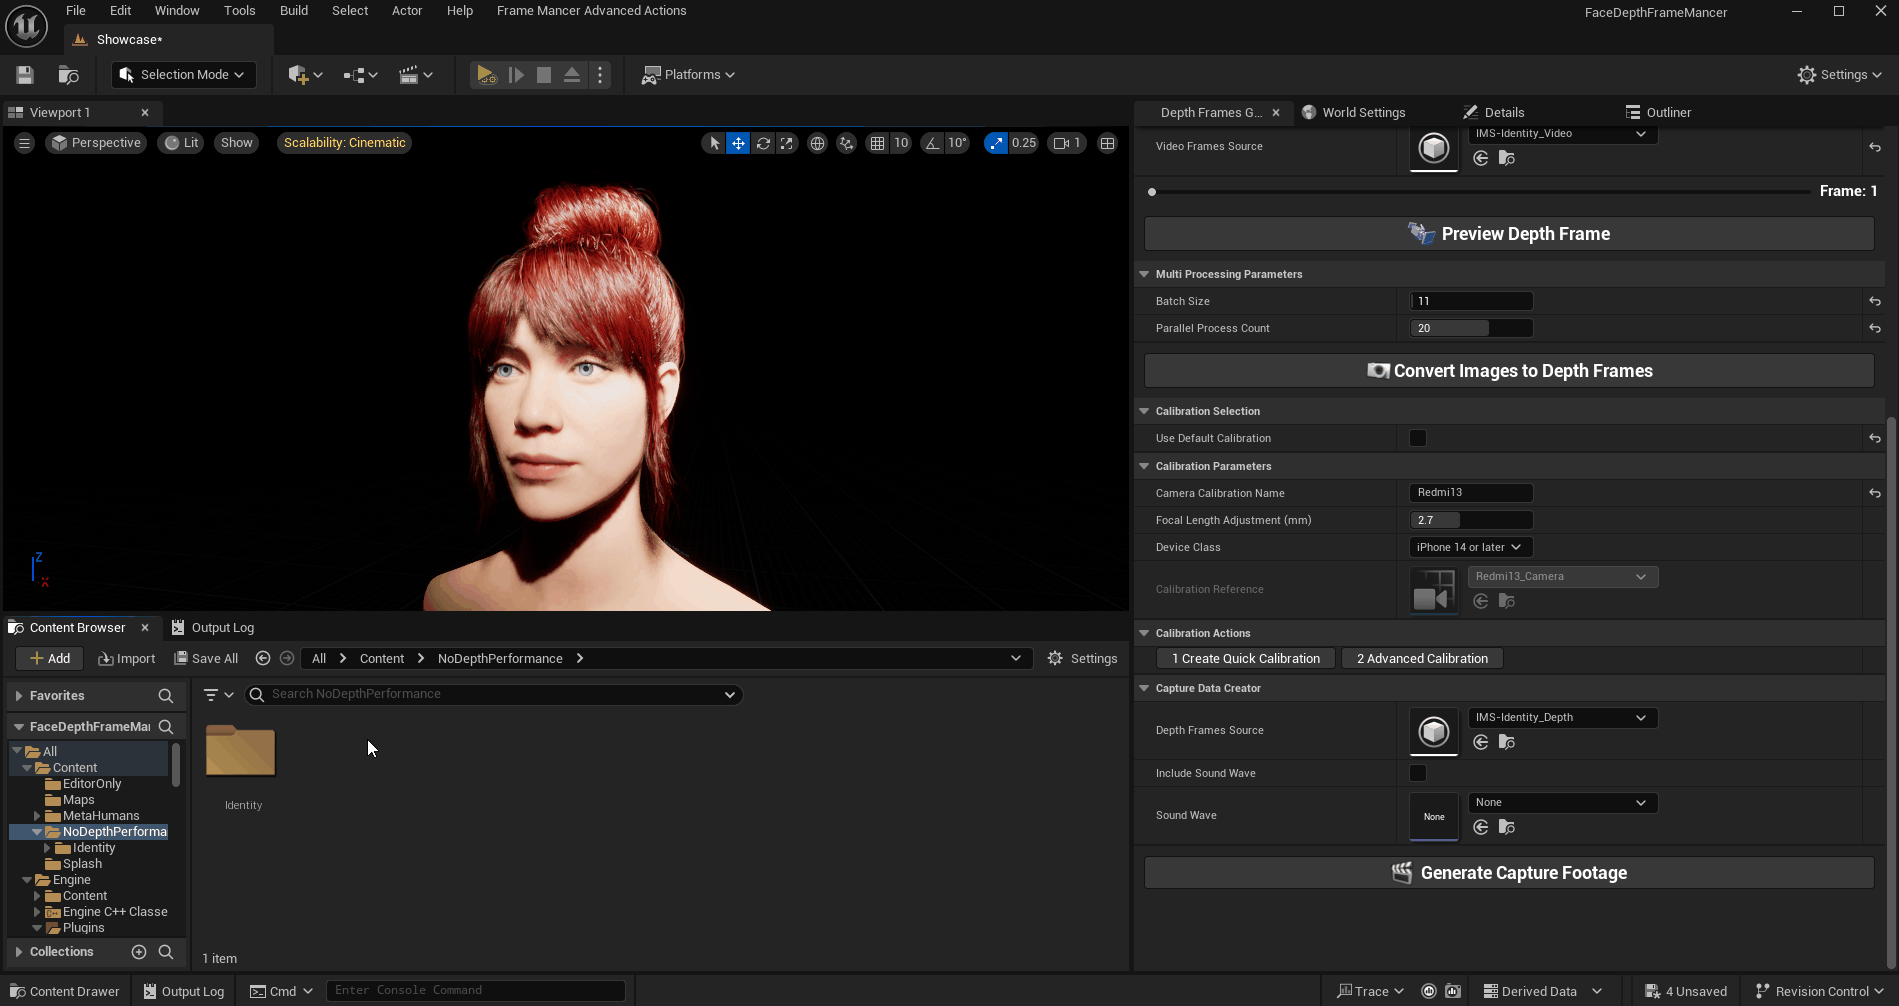 File Edit Window Tools Build Select Actor Help Frame Mancer Advanced Actions
FaceDepthFrameMancer
Showcase*
Selection Mode
Platforms
Settings
Viewport 1
Depth Frames G...
World Settings
Details
Outliner
Perspective
Lit
Show
Scalability: Cinematic
10
10°
0.25
1
Video Frames Source
IMS-Identity_Video
Frame: 1
Preview Depth Frame
Multi Processing Parameters
Batch Size
11
Parallel Process Count
20
Convert Images to Depth Frames
Calibration Selection
Use Default Calibration
Calibration Parameters
Camera Calibration Name
Redmi13
Focal Length Adjustment (mm)
2.7
Device Class
iPhone 14 or later
Calibration Reference
Redmi13_Camera
Calibration Actions
1 Create Quick Calibration
2 Advanced Calibration
Capture Data Creator
Depth Frames Source
IMS-Identity_Depth
Include Sound Wave
Sound Wave
None
None
Generate Capture Footage
Z
X
Content Browser
Output Log
Add
Import
Save All
All
Content
NoDepthPerformance
Settings
Favorites
Search NoDepthPerformance
FaceDepthFrameMar
All
Content
EditorOnly
Maps
MetaHumans
NoDepthPerforma
Identity
Splash
Engine
Content
Engine C++ Classe
Plugins
Collections
Identity
1 item
Content Drawer
Output Log
Cmd
Enter Console Command
Trace
Derived Data
4 Unsaved
Revision Control